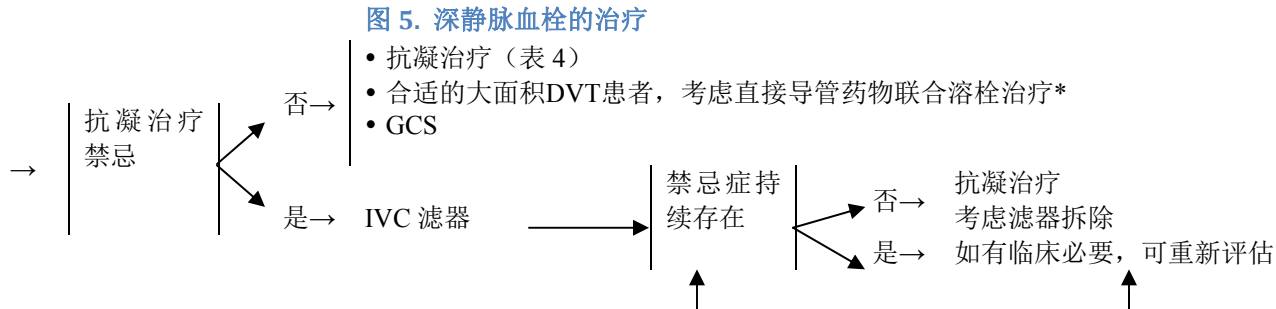 图 5. 深静脉血栓的治疗
• 抗凝治疗（表 4）
• 合适的大面积DVT患者，考虑直接导管药物联合溶栓治疗*
• GCS
否→
→
抗凝治疗
禁忌
是→ IVC 滤器
禁忌症持
续存在
否→ 抗凝治疗
考虑滤器拆除
是→ 如有临床必要，可重新评估